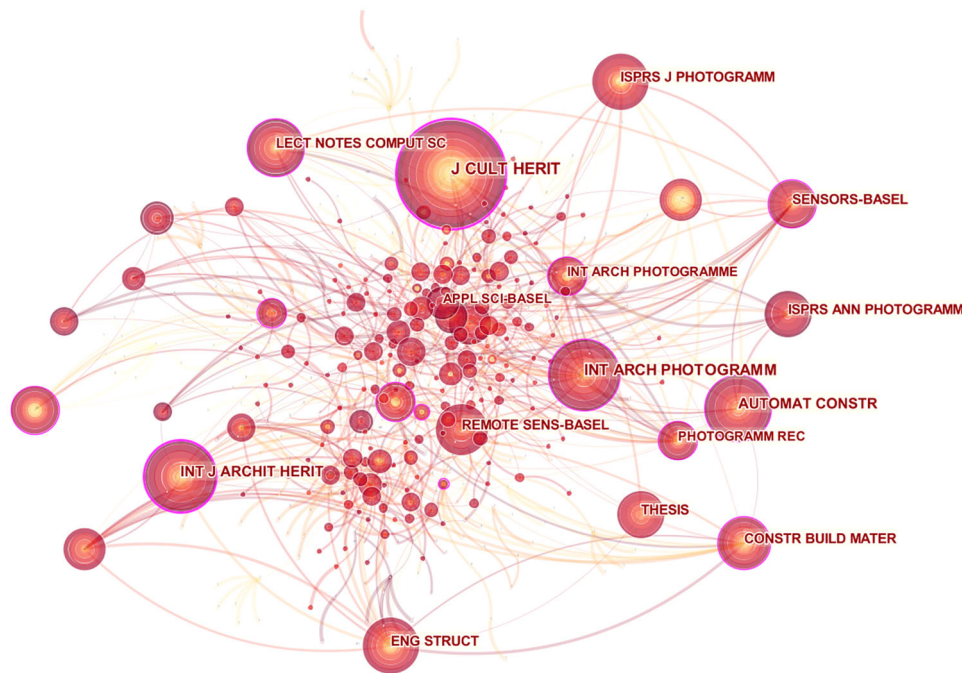 ISPRS J PHOTOGRAMM
LECT NOTES COMPUT SC
J CULT HERIT
SENSORS-BASEL
INT ARCH PHOTOGRAMME
APPL SCI-BASEL
ISPRS ANN PHOTOGRAMM
INT ARCH PHOTOGRAMM
AUTOMAT CONSTR
REMOTE SENS-BASEL
PHOTOGRAMM REC
INT J ARCHIT HERIT
THESIS
CONSTR BUILD MATER
ENG STRUCT